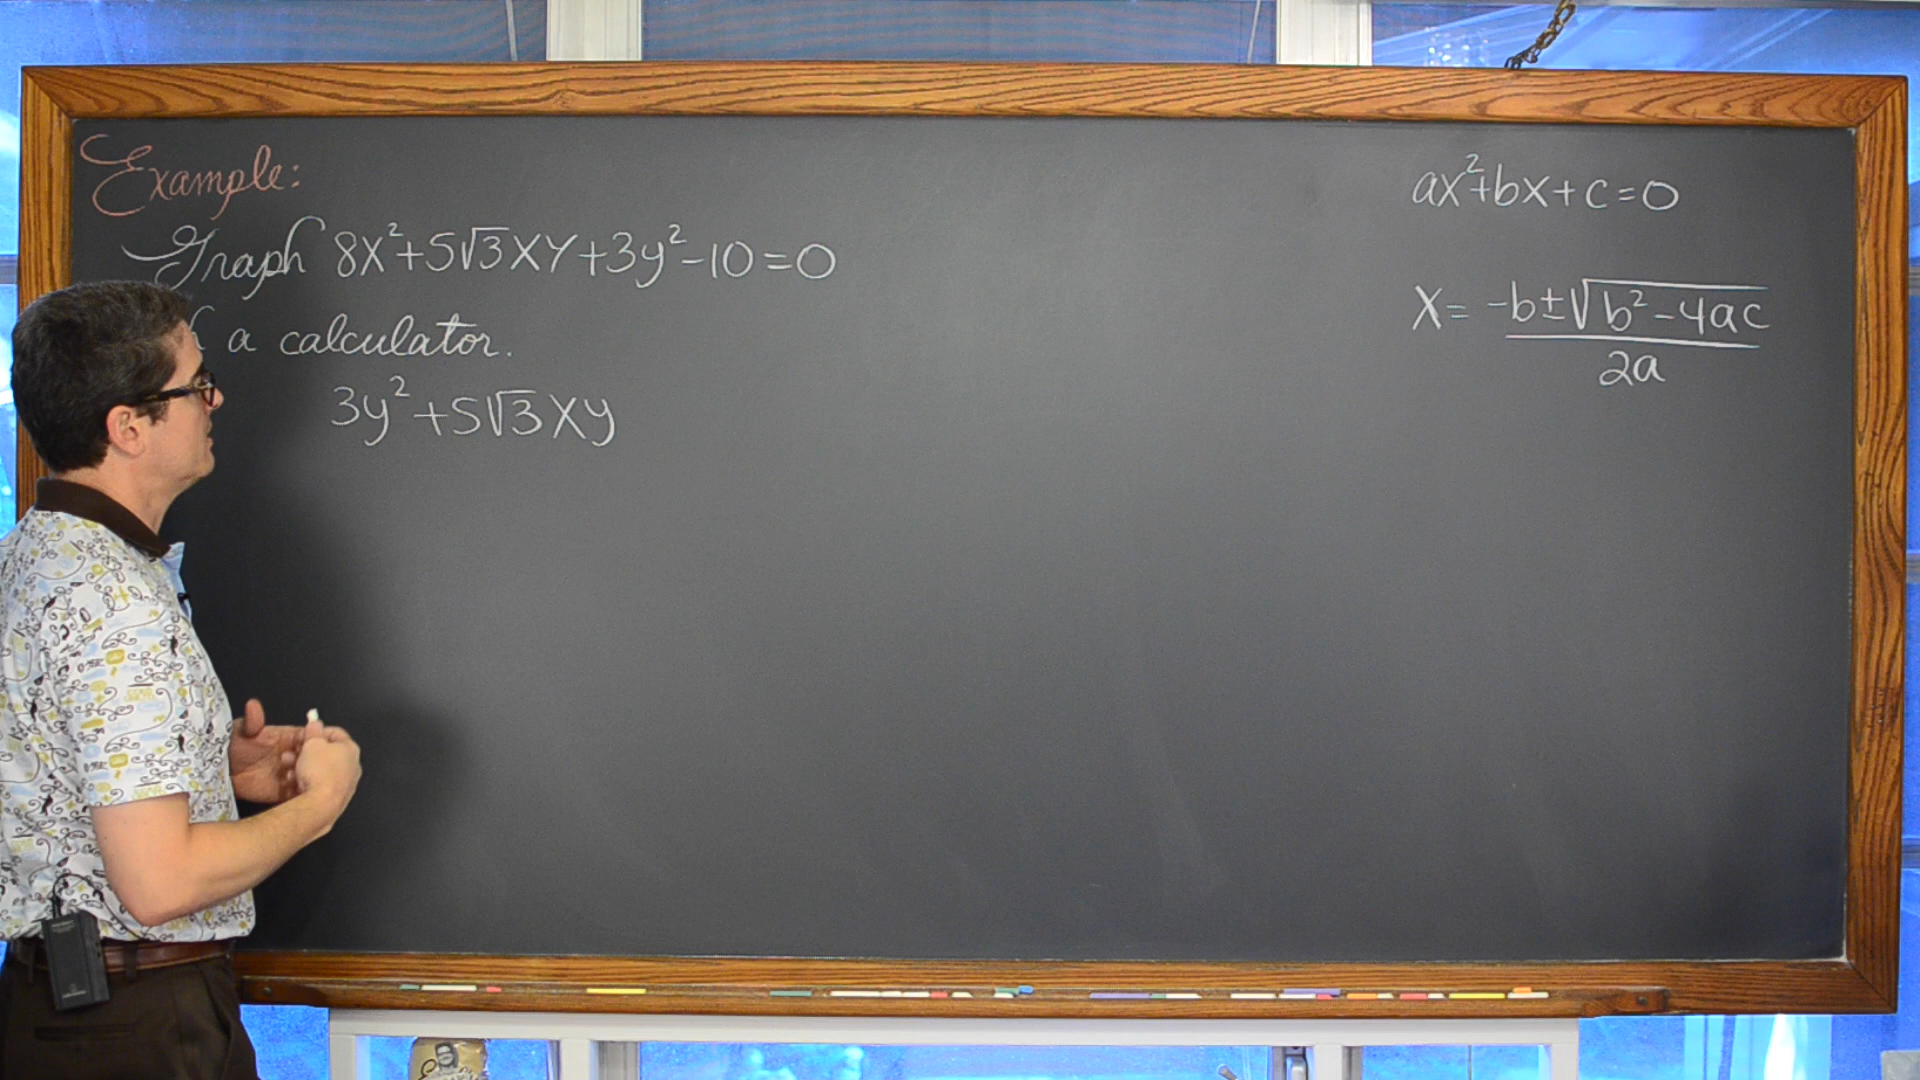 Example:
Graph 8x²+5√3xy+3y²-10=0
a calculator.
3y²+5√3xy
ax²+bx+c=0
x= -b±√b²-4ac
2a